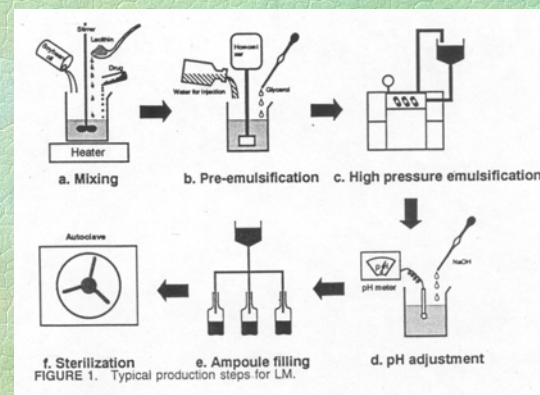 Stirrer
Lecithin
Soybean
oil
Drug
Heater
a. Mixing
Water for Injection
Glycerol
b. Pre-emulsification
c. High pressure emulsification
Autoclave
f. Sterilization
e. Ampoule filling
pH
pH meter
NaOH
d. pH adjustment
FIGURE 1. Typical production steps for LM.